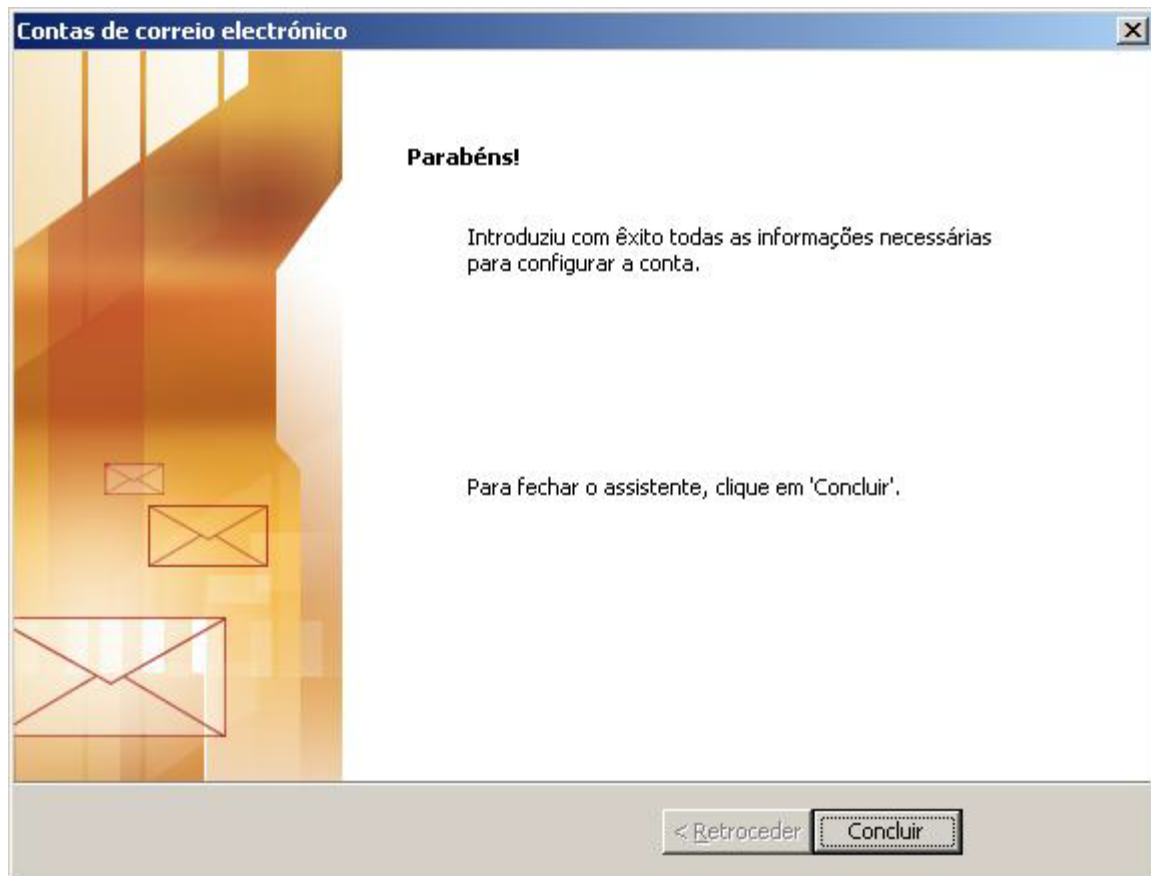 Contas de correio electrónico
Parabéns!
Introduziu com êxito todas as informações necessárias
para configurar a conta.
Para fechar o assistente, clique em 'Concluir'.
< Retroceder
Concluir